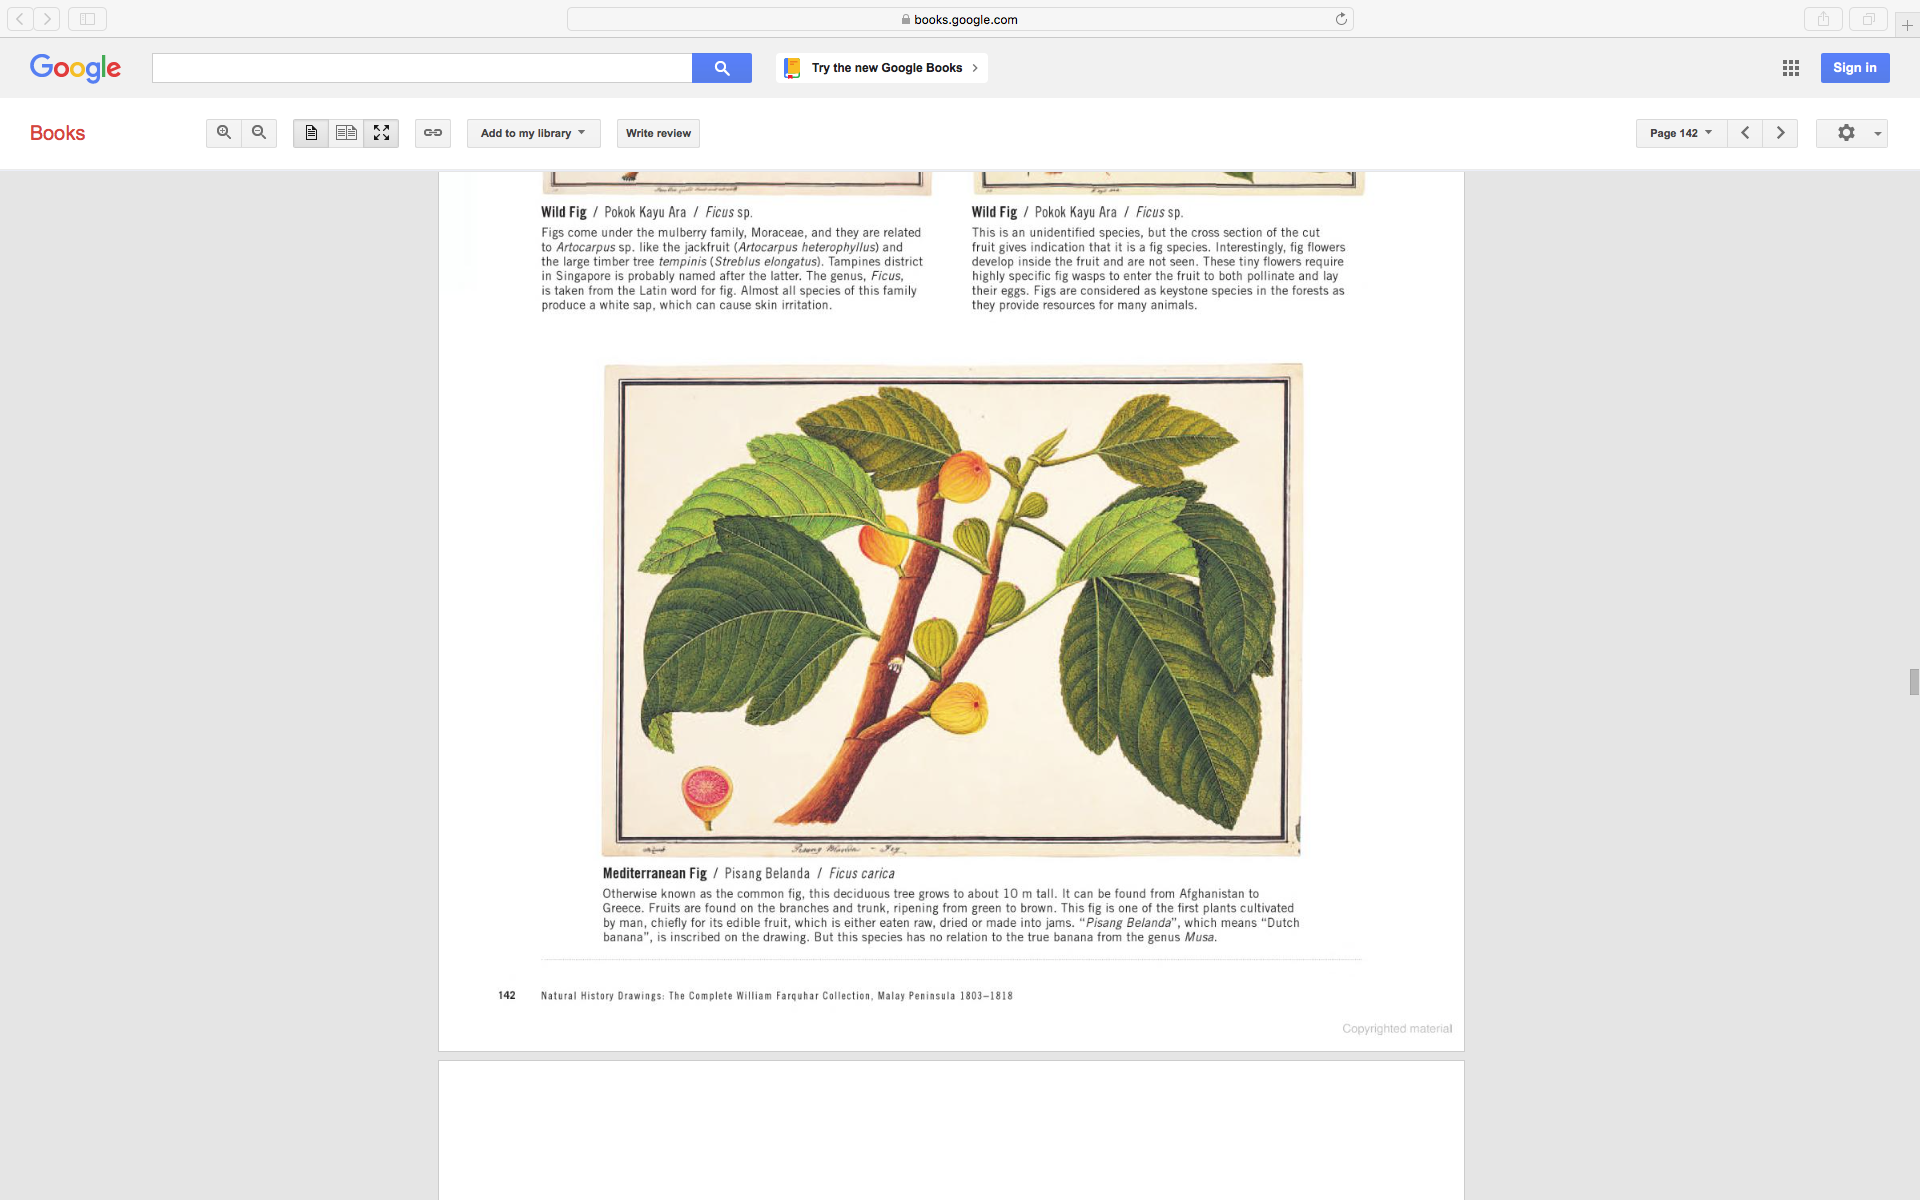 books.google.com
Google
Try the new Google Books
Sign in
Books
Add to my library
Write review
Page 142
Wild Fig / Pokok Kayu Ara / Ficus sp.
Figs come under the mulberry family, Moraceae, and they are related
to Artocarpus sp. like the jackfruit (Artocarpus heterophyllus) and
the large timber tree tempinis (Streblus elongatus). Tampines district
in Singapore is probably named after the latter. The genus, Ficus,
is taken from the Latin word for fig. Almost all species of this family
produce a white sap, which can cause skin irritation.
Wild Fig / Pokok Kayu Ara / Ficus sp.
This is an unidentified species, but the cross section of the cut
fruit gives indication that it is a fig species. Interestingly, fig flowers
develop inside the fruit and are not seen. These tiny flowers require
highly specific fig wasps to enter the fruit to both pollinate and lay
their eggs. Figs are considered as keystone species in the forests as
they provide resources for many animals.
Pisang Blanda - Fig
Mediterranean Fig / Pisang Belanda / Ficus carica
Otherwise known as the common fig, this deciduous tree grows to about 10 m tall. It can be found from Afghanistan to
Greece. Fruits are found on the branches and trunk, ripening from green to brown. This fig is one of the first plants cultivated
by man, chiefly for its edible fruit, which is either eaten raw, dried or made into jams. “Pisang Belanda”, which means “Dutch
banana”, is inscribed on the drawing. But this species has no relation to the true banana from the genus Musa.
142 Natural History Drawings: The Complete William Farquhar Collection, Malay Peninsula 1803–1818
Copyrighted material